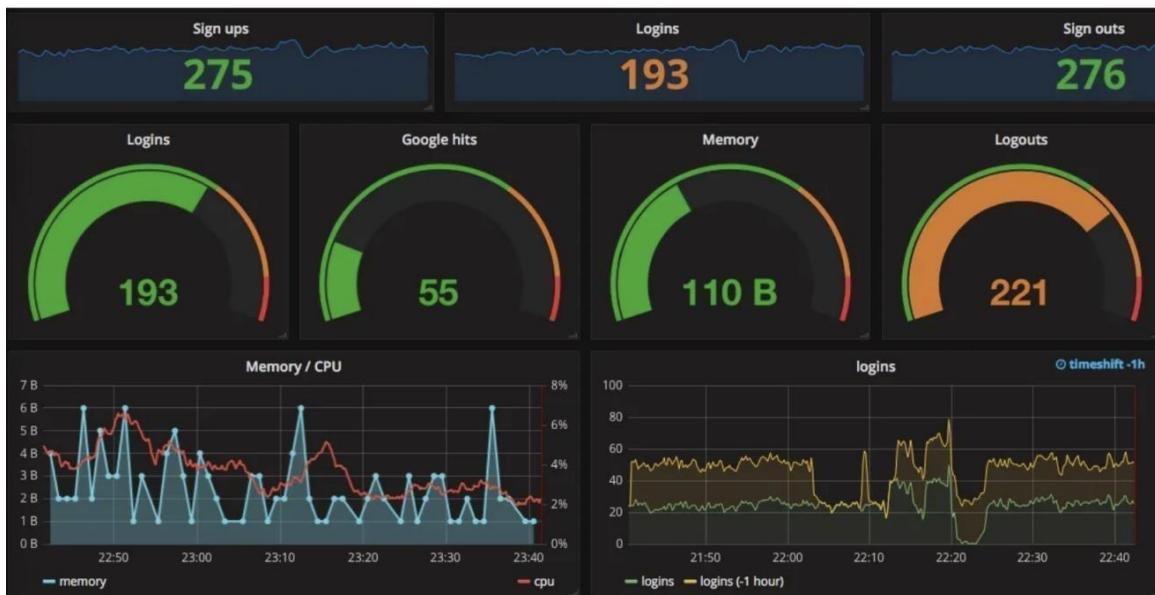 Sign ups
275
Logins
193
Sign outs
276
Logins
193
Google hits
55
Memory
110 B
Logouts
221
Memory / CPU
7 B
6 B
5 B
4 B
3 B
2 B
1 B
0 B
8%
6%
4%
2%
0%
22:50 23:00 23:10 23:20 23:30 23:40
memory cpu
logins
timeshift -1h
100
80
60
40
20
0
21:50 22:00 22:10 22:20 22:30 22:40
logins logins (-1 hour)